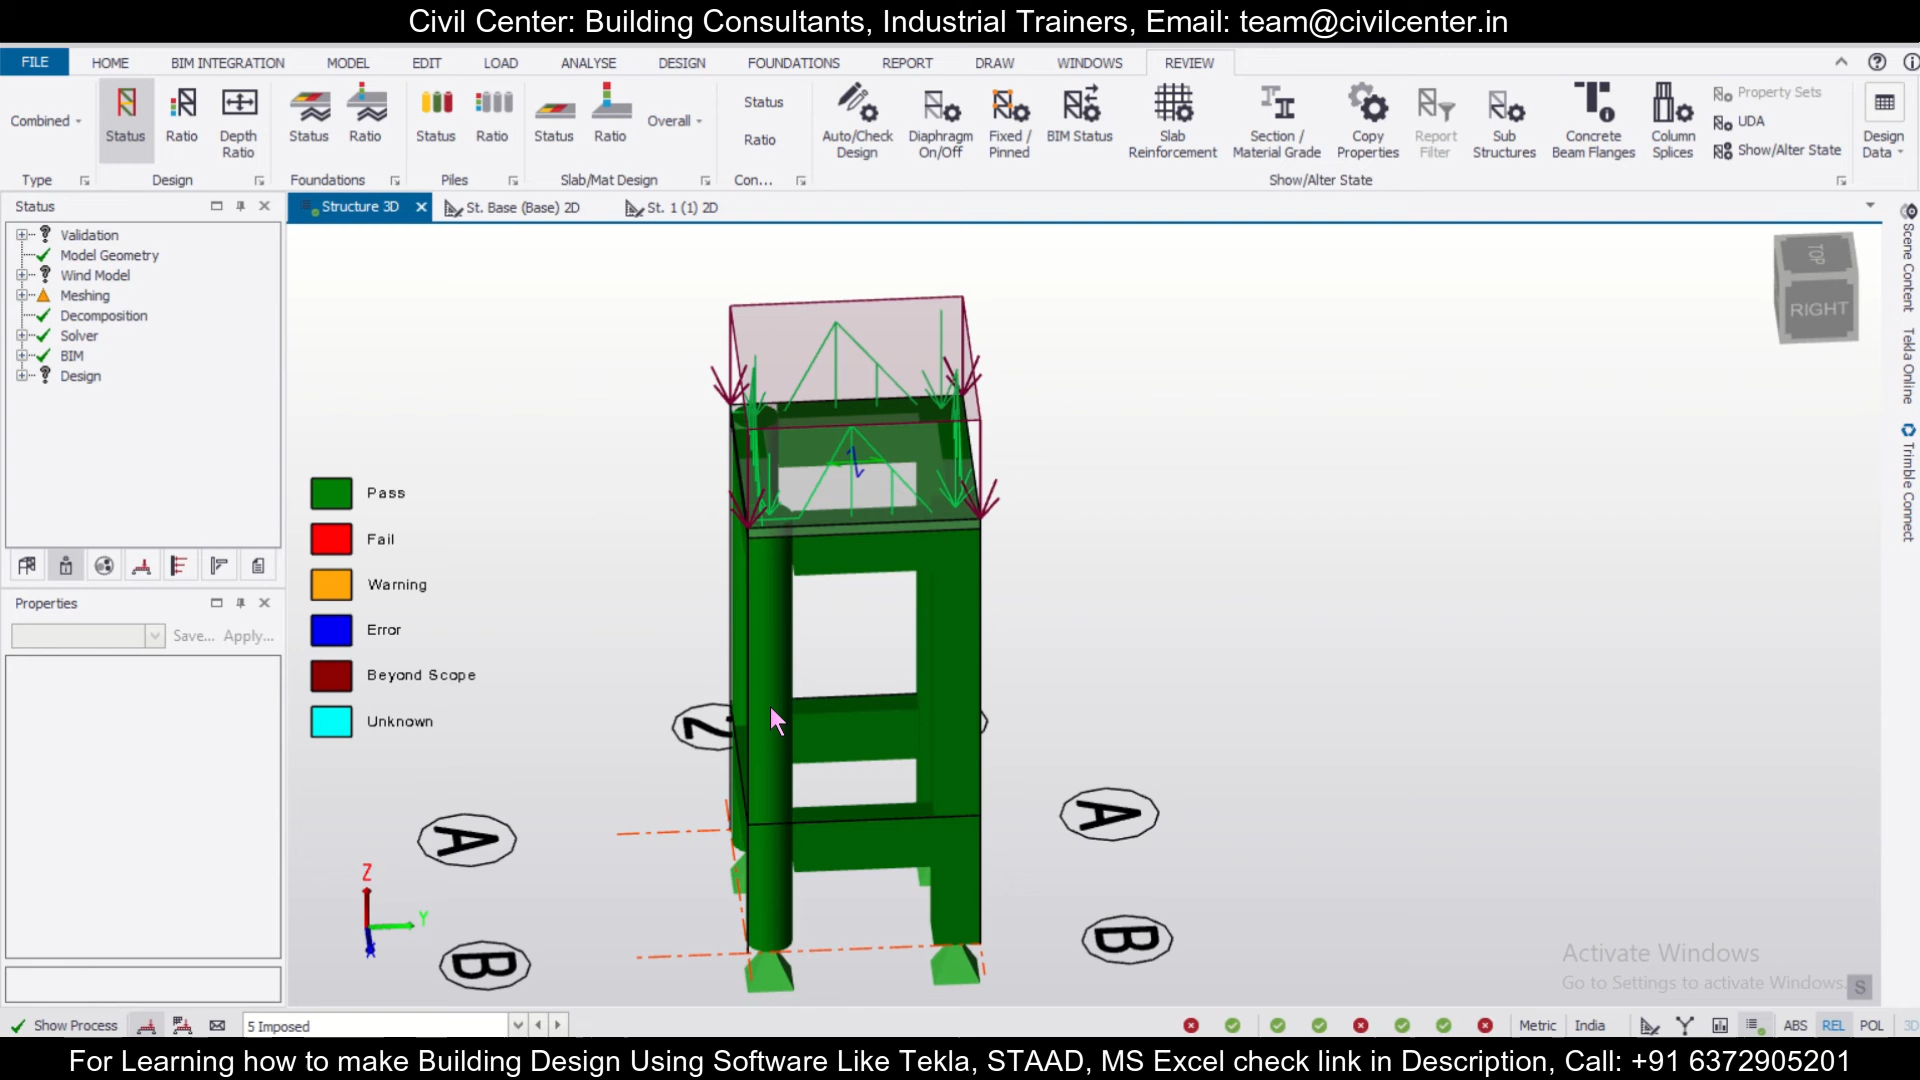 Civil Center: Building Consultants, Industrial Trainers, Email: team@civilcenter.in
FILE HOME BIM INTEGRATION MODEL EDIT LOAD ANALYSE DESIGN FOUNDATIONS REPORT DRAW WINDOWS REVIEW
Combined
Status Ratio Depth Ratio
Status Ratio
Status Ratio
Status Ratio Overall
Status
Ratio
Auto/Check Design
Diaphragm On/Off
Fixed / Pinned
BIM Status
Slab Reinforcement
Section / Material Grade
Copy Properties
Report Filter
Sub Structures
Concrete Beam Flanges
Column Splices
Property Sets
UDA
Show/Alter State
Design Data
Type Design Foundations Piles Slab/Mat Design Con... Show/Alter State
Status
Structure 3D St. Base (Base) 2D St. 1 (1) 2D
Validation
Model Geometry
Wind Model
Meshing
Decomposition
Solver
BIM
Design
Scene Content
Tekla Online
Trimble Connect
TOP
RIGHT
Pass
Fail
Warning
Error
Beyond Scope
Unknown
Properties
Save... Apply...
2
A
A
B
B
Z
Y
X
Activate Windows
Go to Settings to activate Windows.
S
Show Process 5 Imposed Metric India ABS REL POL 3D
For Learning how to make Building Design Using Software Like Tekla, STAAD, MS Excel check link in Description, Call: +91 6372905201